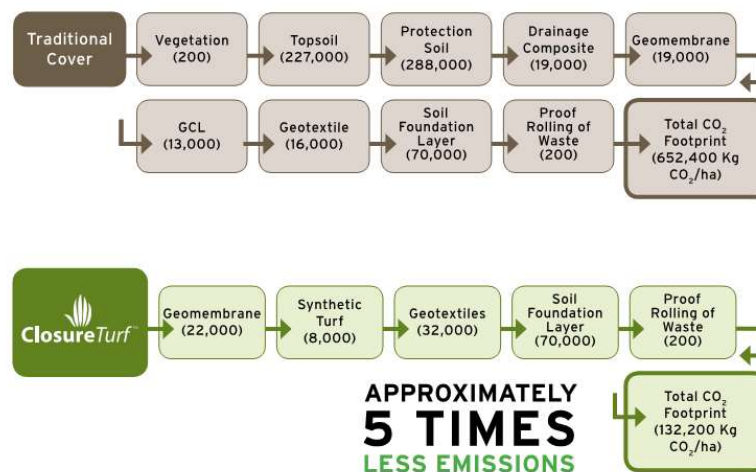 Traditional
Cover
Vegetation
(200)
Topsoil
(227,000)
Protection
Soil
(288,000)
Drainage
Composite
(19,000)
Geomembrane
(19,000)
GCL
(13,000)
Geotextile
(16,000)
Soil
Foundation
Layer
(70,000)
Proof
Rolling of
Waste
(200)
Total CO₂
Footprint
(652,400 Kg
CO₂/ha)
ClosureTurf™
Geomembrane
(22,000)
Synthetic
Turf
(8,000)
Geotextiles
(32,000)
Soil
Foundation
Layer
(70,000)
Proof
Rolling of
Waste
(200)
APPROXIMATELY
5 TIMES
LESS EMISSIONS
Total CO₂
Footprint
(132,200 Kg
CO₂/ha)